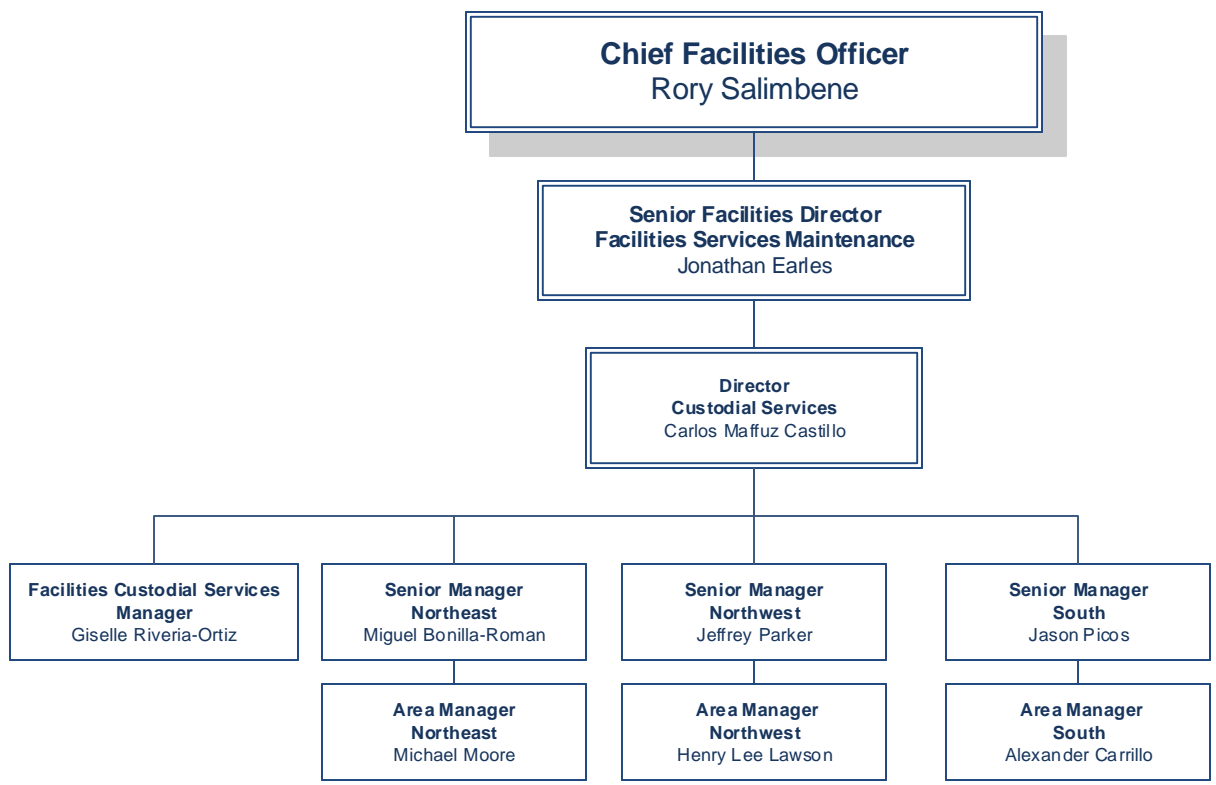 Chief Facilities Officer
Rory Salimbene
Senior Facilities Director
Facilities Services Maintenance
Jonathan Earles
Director
Custodial Services
Carlos Maffuz Castillo
Facilities Custodial Services
Manager
Giselle Riveria-Ortiz
Senior Manager
Northeast
Miguel Bonilla-Roman
Senior Manager
Northwest
Jeffrey Parker
Senior Manager
South
Jason Picos
Area Manager
Northeast
Michael Moore
Area Manager
Northwest
Henry Lee Lawson
Area Manager
South
Alexander Carrillo